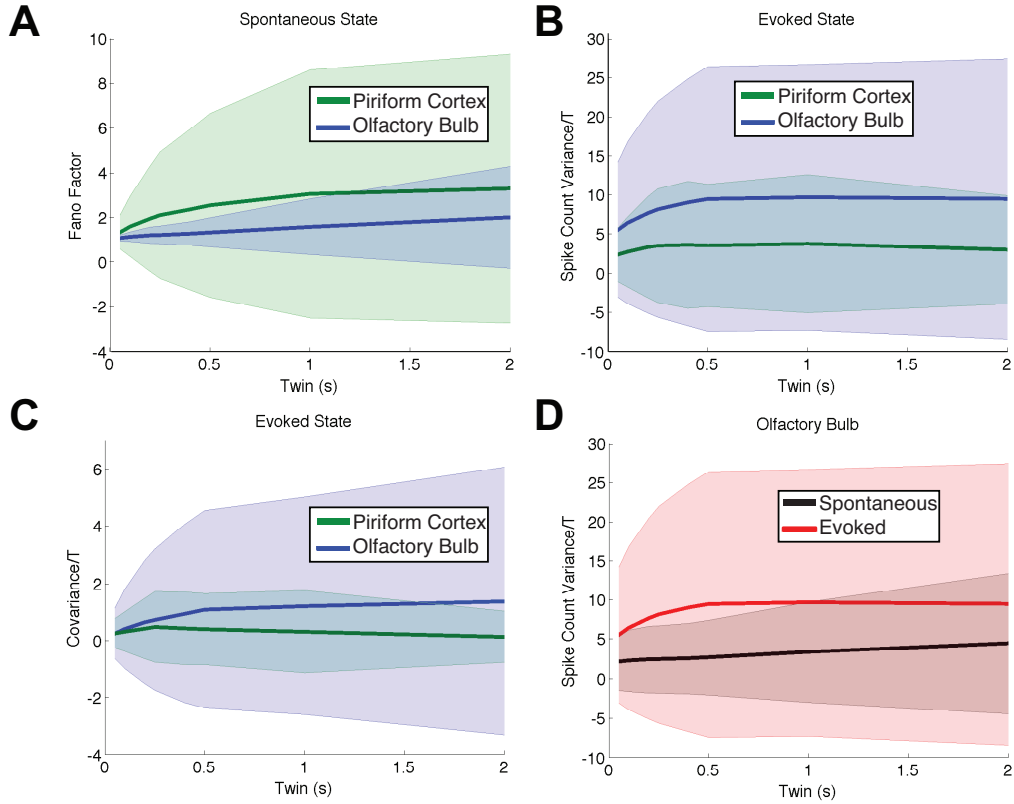 A
Spontaneous State
10
8
6
4
2
0
-2
-4
Fano Factor
Piriform Cortex
Olfactory Bulb
0
0.5
1
1.5
2
Twin (s)
B
Evoked State
30
25
20
15
10
5
0
-5
-10
Spike Count Variance/T
Piriform Cortex
Olfactory Bulb
0
0.5
1
1.5
2
Twin (s)
C
Evoked State
6
4
2
0
-2
-4
Covariance/T
Piriform Cortex
Olfactory Bulb
0
0.5
1
1.5
2
Twin (s)
D
Olfactory Bulb
30
25
20
15
10
5
0
-5
-10
Spike Count Variance/T
Spontaneous
Evoked
0
0.5
1
1.5
2
Twin (s)